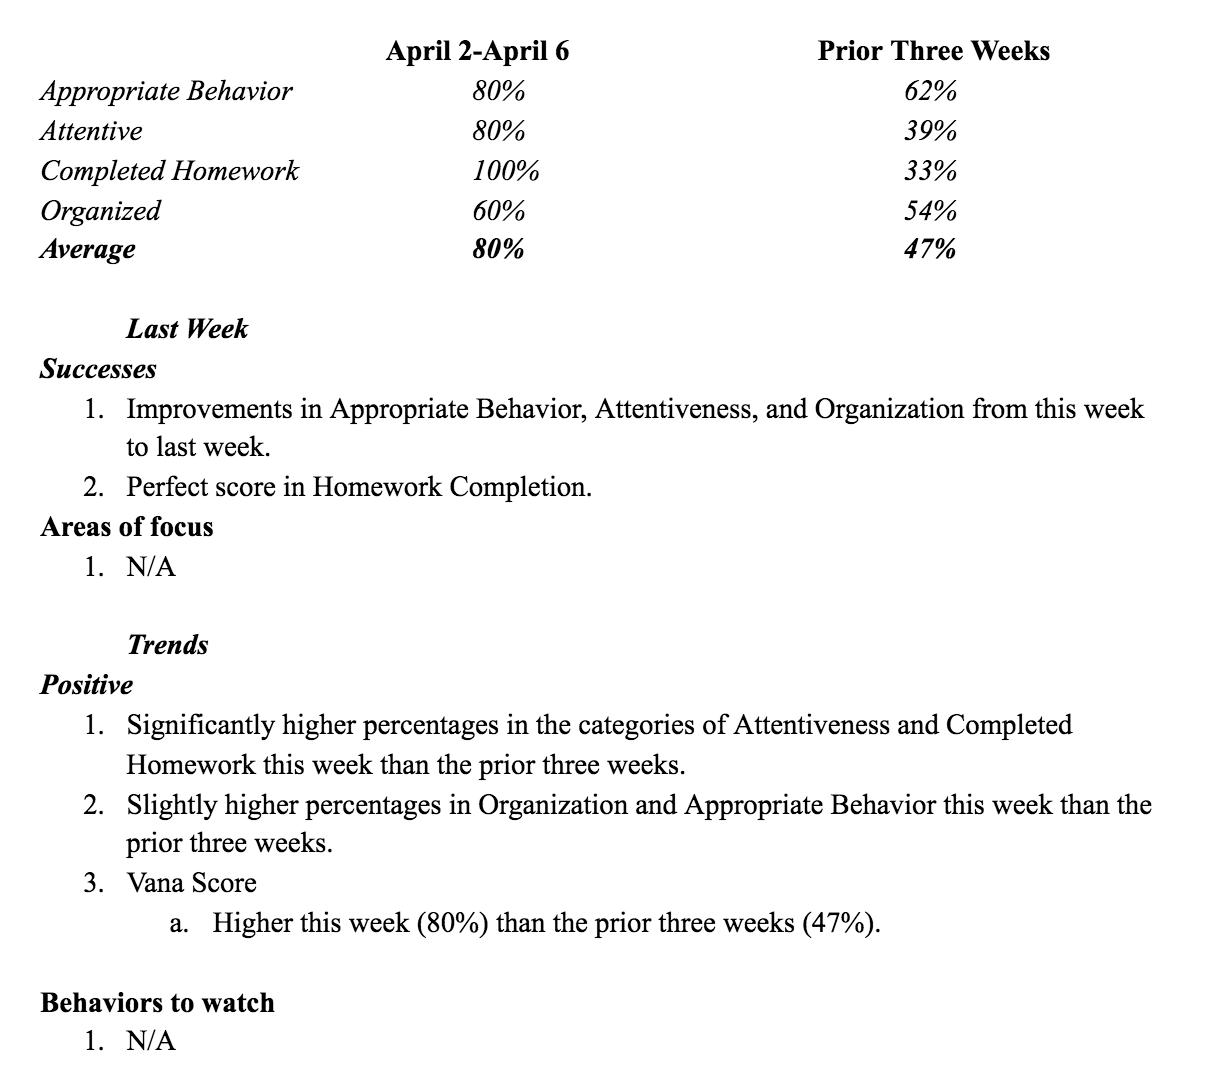 April 2-April 6 Prior Three Weeks
Appropriate Behavior 80% 62%
Attentive 80% 39%
Completed Homework 100% 33%
Organized 60% 54%
Average 80% 47%
Last Week
Successes
1. Improvements in Appropriate Behavior, Attentiveness, and Organization from this week
to last week.
2. Perfect score in Homework Completion.
Areas of focus
1. N/A
Trends
Positive
1. Significantly higher percentages in the categories of Attentiveness and Completed
Homework this week than the prior three weeks.
2. Slightly higher percentages in Organization and Appropriate Behavior this week than the
prior three weeks.
3. Vana Score
a. Higher this week (80%) than the prior three weeks (47%).
Behaviors to watch
1. N/A